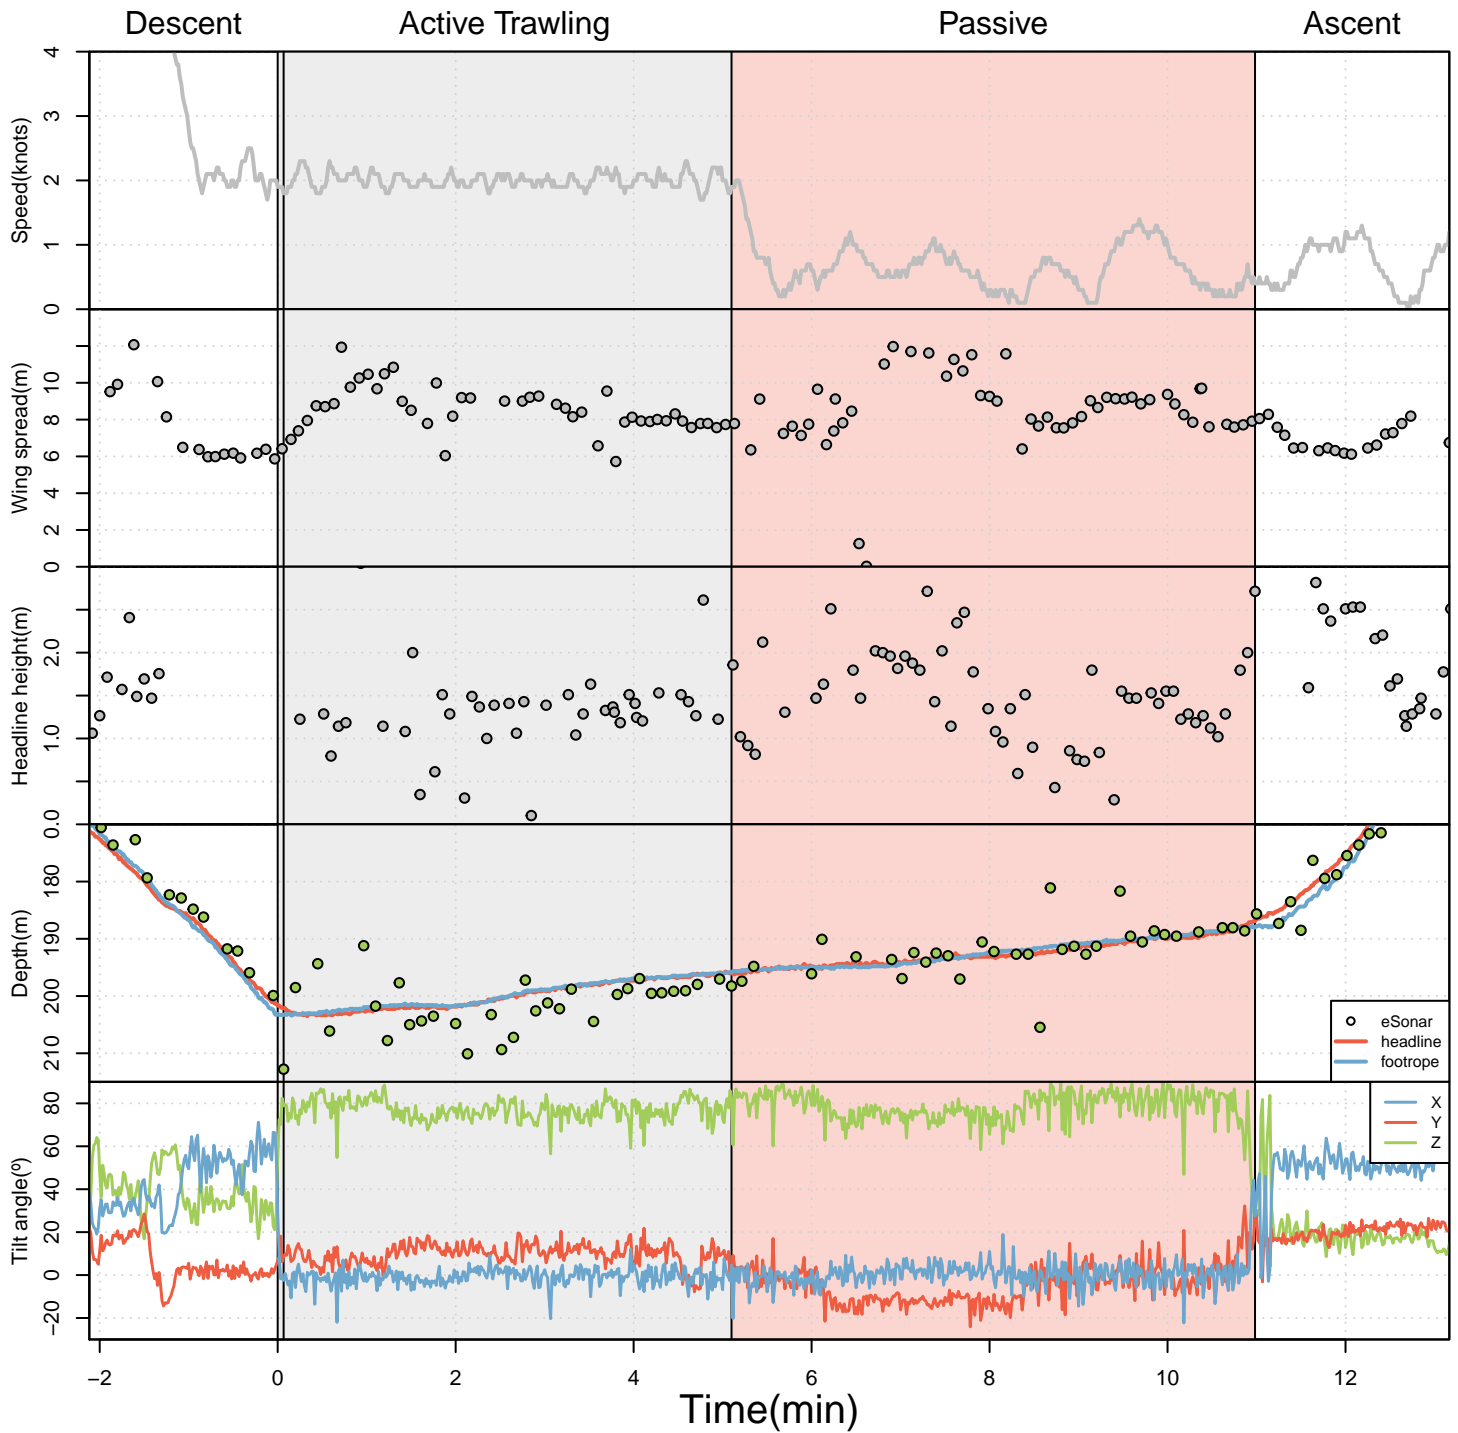 Descent Active Trawling Passive Ascent
Speed(knots)
4
3
2
1
0
Wing spread(m)
10
8
6
4
2
0
Headline height(m)
2.0
1.0
0.0
Depth(m)
180
190
200
210
eSonar
headline
footrope
Tilt angle(º)
80
60
40
20
0
−20
X
Y
Z
−2 0 2 4 6 8 10 12
Time(min)